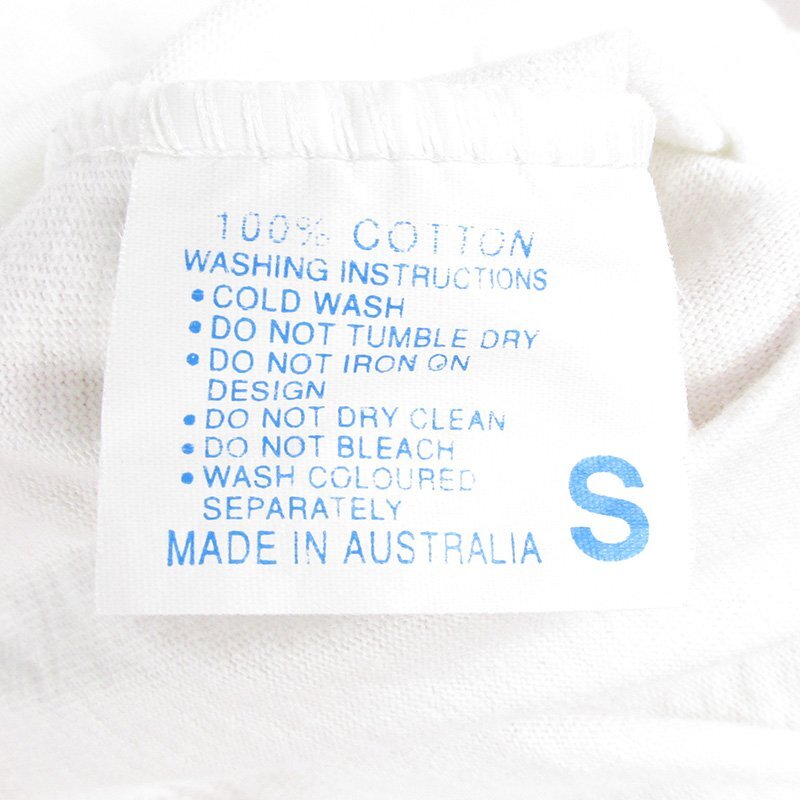 100% COTTON
WASHING INSTRUCTIONS
• COLD WASH
• DO NOT TUMBLE DRY
• DO NOT IRON ON
DESIGN
• DO NOT DRY CLEAN
• DO NOT BLEACH
• WASH COLOURED
SEPARATELY
MADE IN AUSTRALIA
S